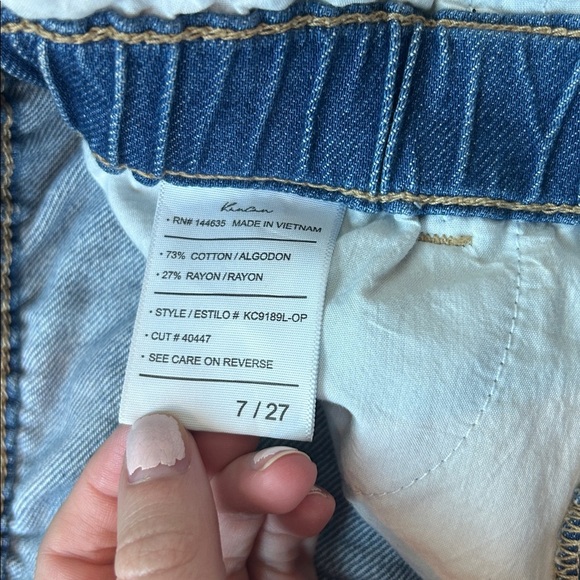 KanCan
• RN# 144635 MADE IN VIETNAM
• 73% COTTON / ALGODON
• 27% RAYON / RAYON
• STYLE / ESTILO # KC9189L-OP
• CUT # 40447
• SEE CARE ON REVERSE
7 / 27